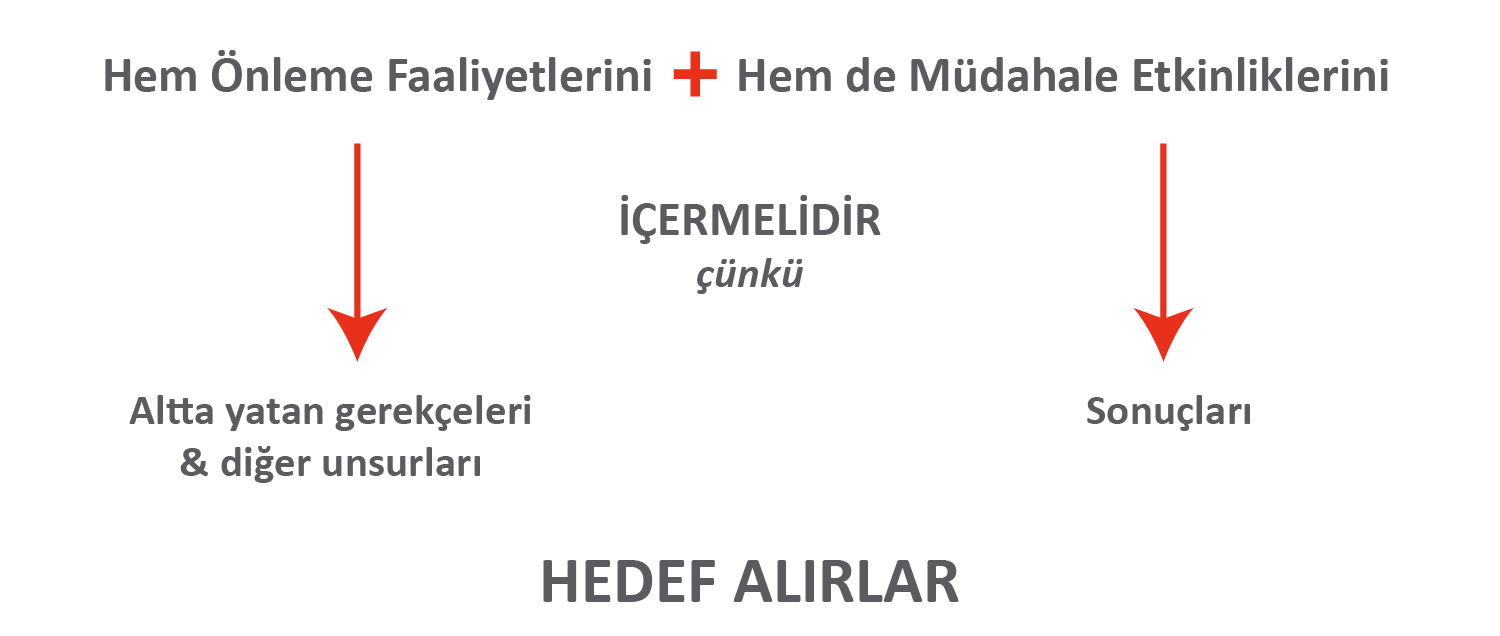 Hem Önleme Faaliyetlerini + Hem de Müdahale Etkinliklerini
İÇERMELİDİR
çünkü
Altta yatan gerekçeleri
& diğer unsurları
Sonuçları
HEDEF ALIRLAR